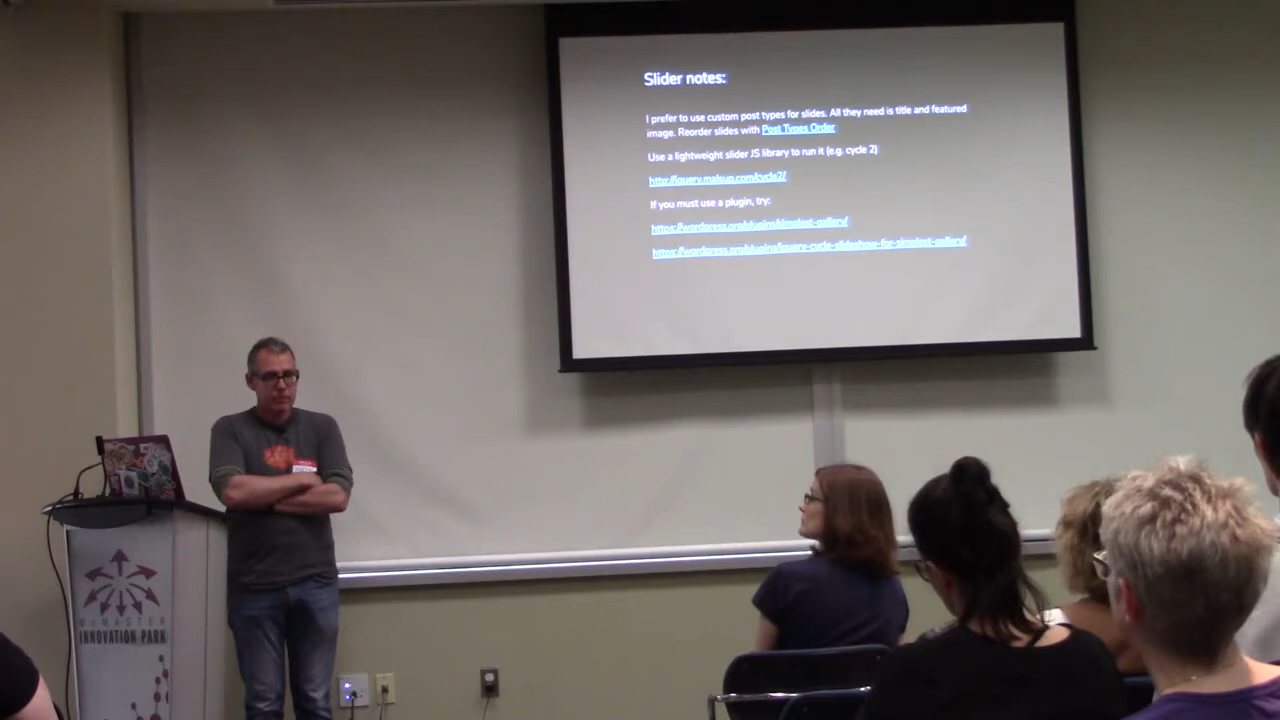 Slider notes:
I prefer to use custom post types for slides. All they need is title and featured
image. Reorder slides with Post Types Order
Use a lightweight slider JS library to run it (e.g. cycle 2)
http://jquery.malsup.com/cycle2/
If you must use a plugin, try:
https://wordpress.org/plugins/simplest-gallery/
https://wordpress.org/plugins/jquery-cycle-slideshow-for-simplest-gallery/
McMASTER
INNOVATION PARK